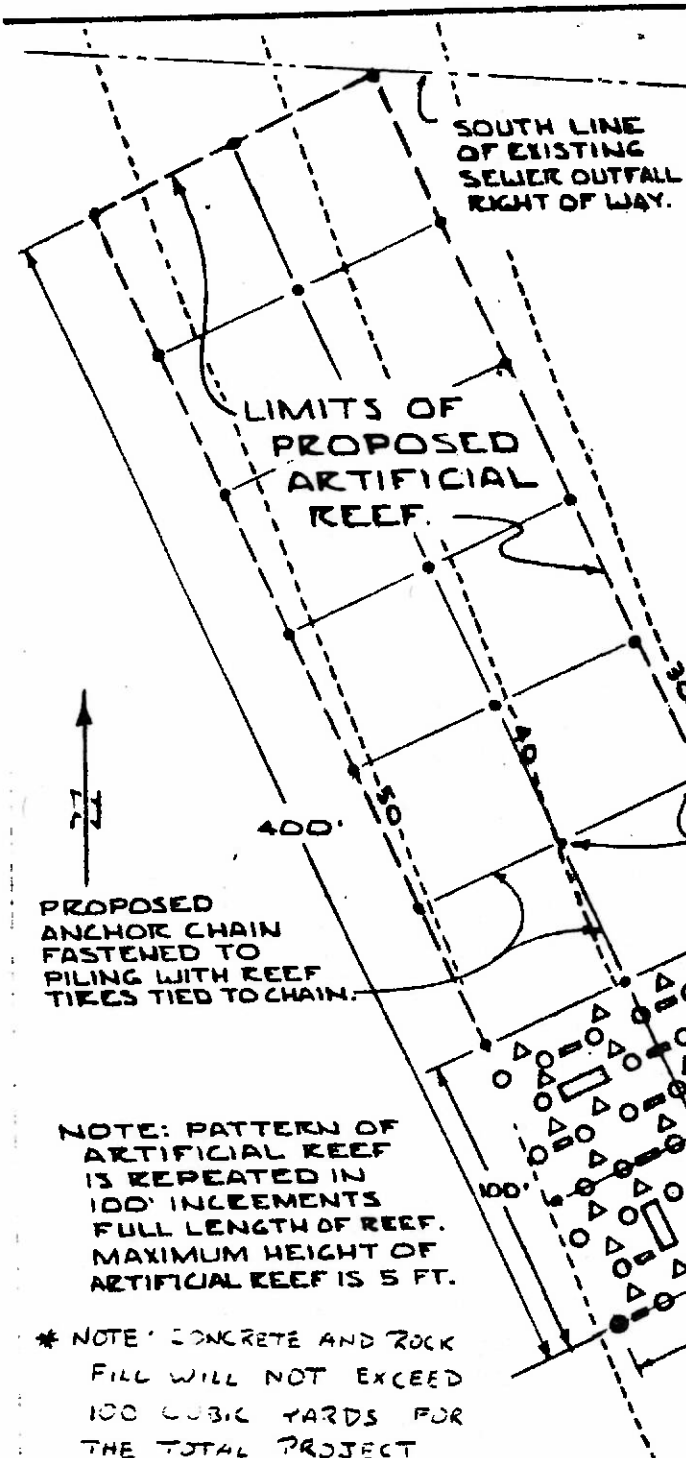 SOUTH LINE
OF EXISTING
SEWER OUTFALL
RIGHT OF WAY.
LIMITS OF
PROPOSED
ARTIFICIAL
REEF.
30
40
50
N
400'
PROPOSED
ANCHOR CHAIN
FASTENED TO
PILING WITH REEF
TIRES TIED TO CHAIN.
NOTE: PATTERN OF
ARTIFICIAL REEF
IS REPEATED IN
100' INCREMENTS
FULL LENGTH OF REEF.
MAXIMUM HEIGHT OF
ARTIFICIAL REEF IS 5 FT.
100'
* NOTE: CONCRETE AND ROCK
FILL WILL NOT EXCEED
100 CUBIC YARDS FOR
THE TOTAL PROJECT